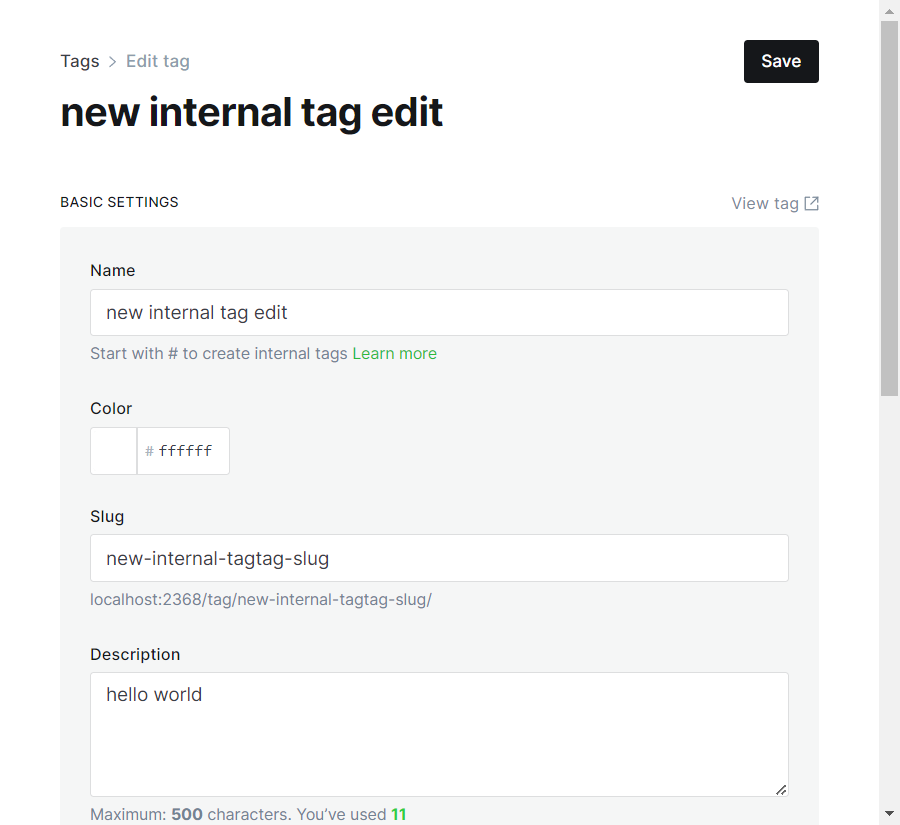 Tags > Edit tag
Save
new internal tag edit
BASIC SETTINGS
View tag
Name
new internal tag edit
Start with # to create internal tags Learn more
Color
# ffffff
Slug
new-internal-tagtag-slug
localhost:2368/tag/new-internal-tagtag-slug/
Description
hello world
Maximum: 500 characters. You’ve used 11